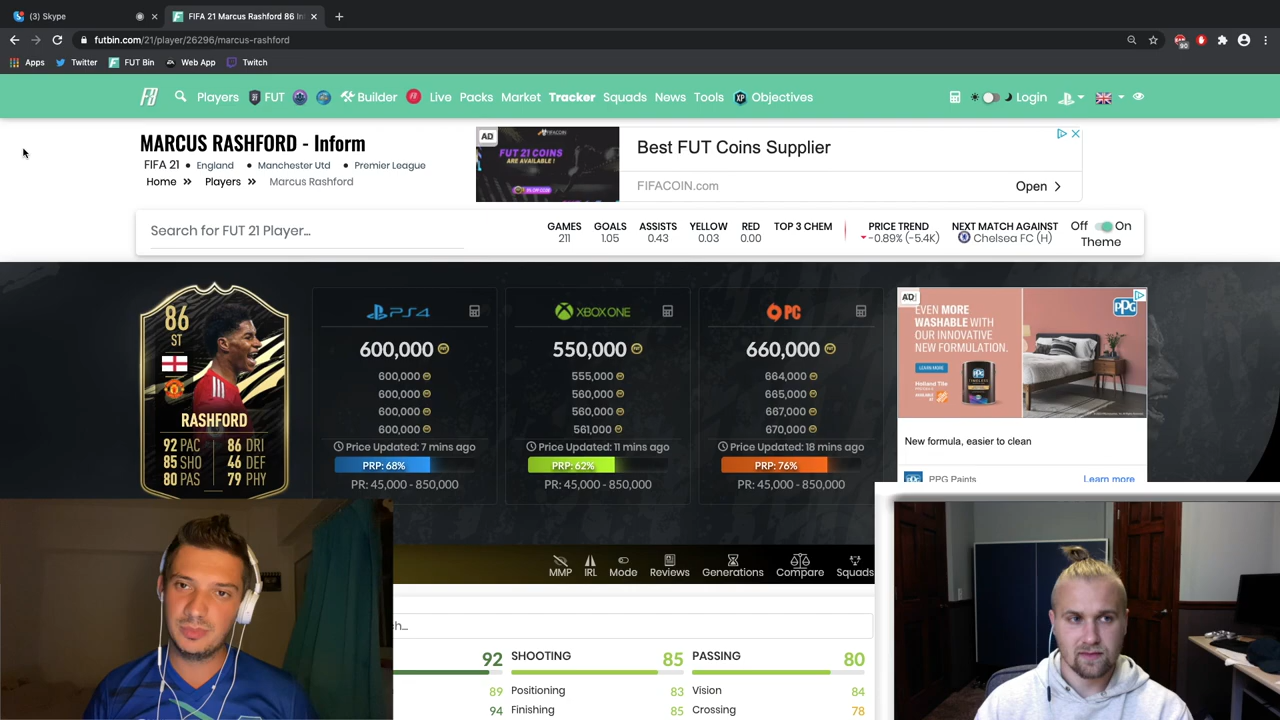 (3) Skype
FIFA 21 Marcus Rashford 86 In
futbin.com/21/player/26296/marcus-rashford
90
Apps Twitter FUT Bin Web App Twitch
Players FUT Builder Live Packs Market Tracker Squads News Tools XP Objectives Login
MARCUS RASHFORD - Inform
FIFA 21 • England • Manchester Utd • Premier League
Home » Players » Marcus Rashford
AD
FIFACOIN
FUT 21 COINS
ARE AVAILABLE!
Best FUT Coins Supplier
FIFACOIN.com
Open
Search for FUT 21 Player...
GAMES GOALS ASSISTS YELLOW RED TOP 3 CHEM PRICE TREND NEXT MATCH AGAINST Off On
211 1.05 0.43 0.03 0.00 -0.89% (-5.4K) Chelsea FC (H) Theme
86
ST
RASHFORD
92 PAC 86 DRI
85 SHO 46 DEF
80 PAS 79 PHY
PS4
600,000
600,000
600,000
600,000
600,000
Price Updated: 7 mins ago
PRP: 68%
PR: 45,000 - 850,000
XBOX ONE
550,000
555,000
560,000
560,000
561,000
Price Updated: 11 mins ago
PRP: 62%
PR: 45,000 - 850,000
PC
660,000
664,000
665,000
667,000
670,000
Price Updated: 18 mins ago
PRP: 76%
PR: 45,000 - 850,000
AD
EVEN MORE
WASHABLE WITH
OUR INNOVATIVE
NEW FORMULATION.
LEARN MORE
PPG
New formula, easier to clean
PPG Paints Learn more
MMP IRL Mode Reviews Generations Compare Squads
ch...
92 SHOOTING 85 PASSING 80
89 Positioning 83 Vision 84
94 Finishing 85 Crossing 78